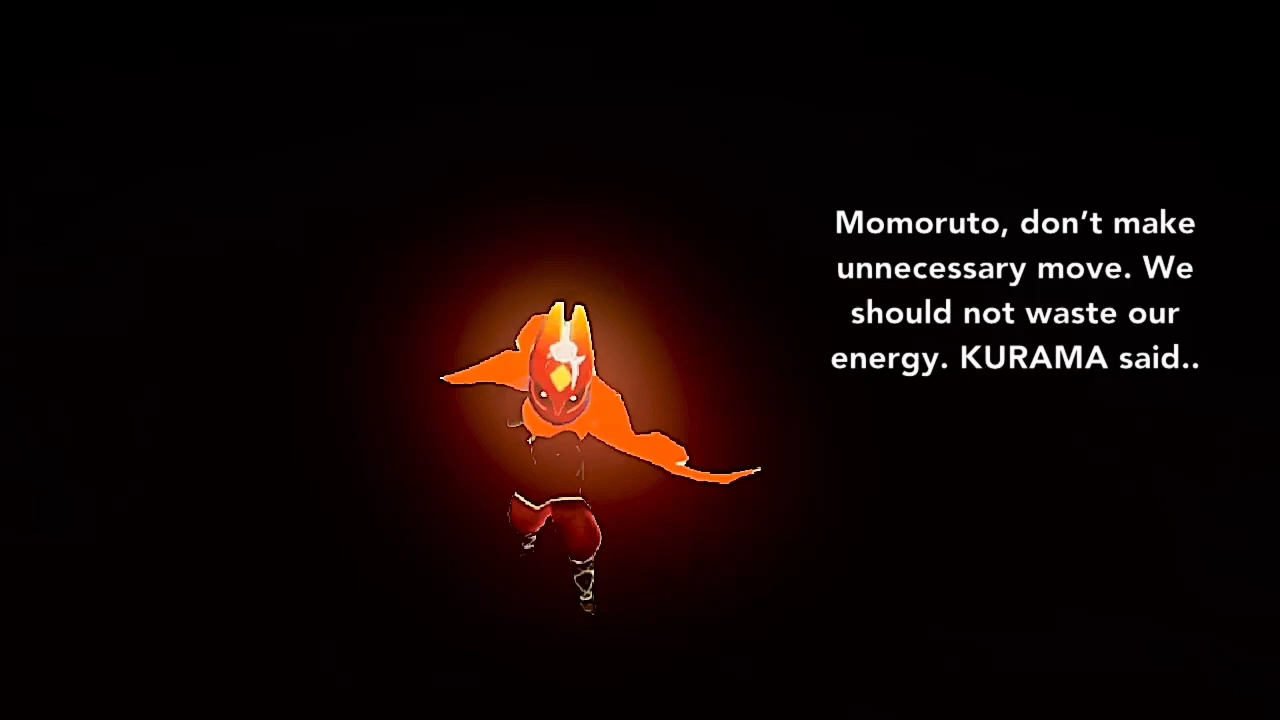 Momoruto, don’t make
unnecessary move. We
should not waste our
energy. KURAMA said..